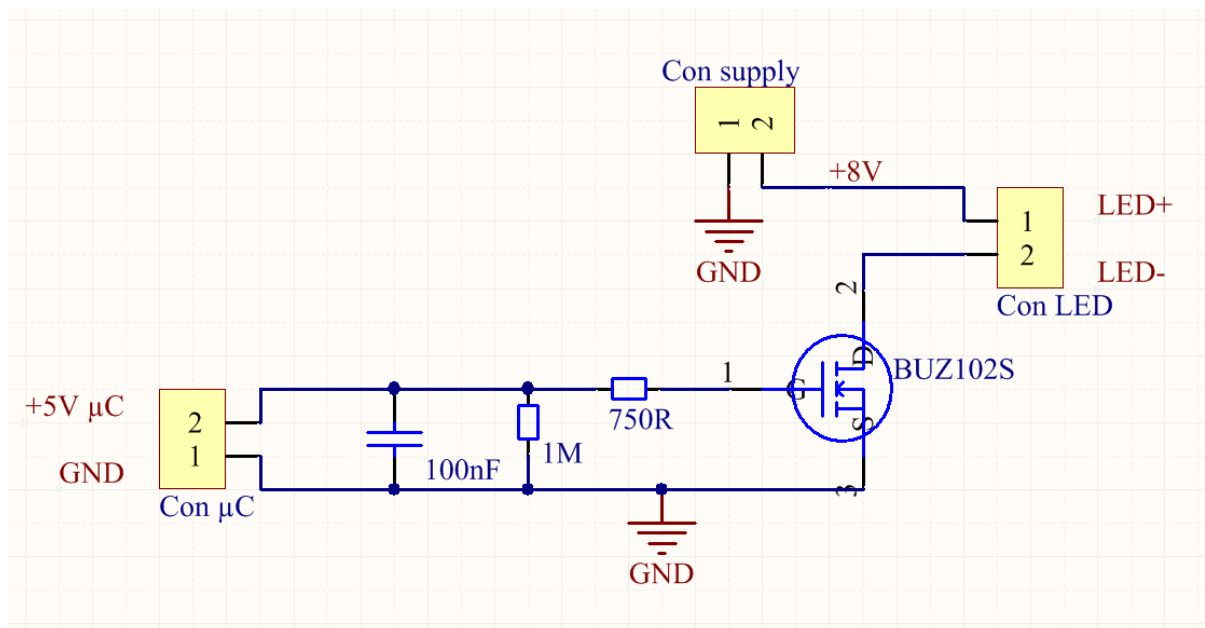 Con supply
1
2
+8V
1
2
LED+
LED-
GND
Con LED
2
D
BUZ102S
1
G
S
3
+5V µC
GND
2
1
Con µC
100nF
1M
750R
GND